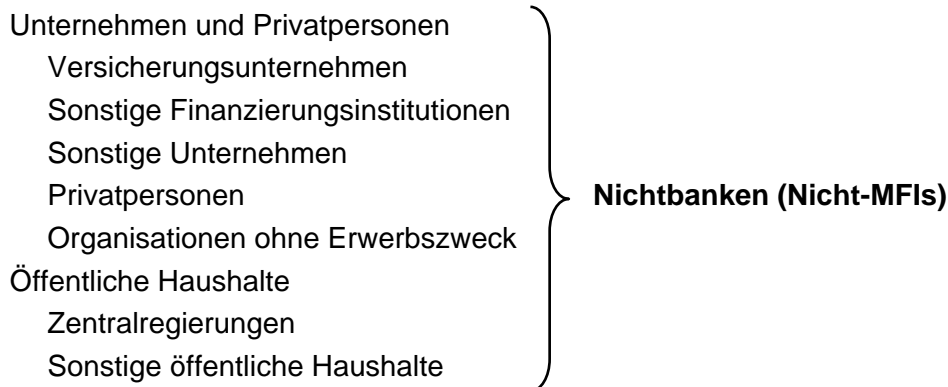 Unternehmen und Privatpersonen
Versicherungsunternehmen
Sonstige Finanzierungsinstitutionen
Sonstige Unternehmen
Privatpersonen
Nichtbanken (Nicht-MFIs)
Organisationen ohne Erwerbszweck
Öffentliche Haushalte
Zentralregierungen
Sonstige öffentliche Haushalte